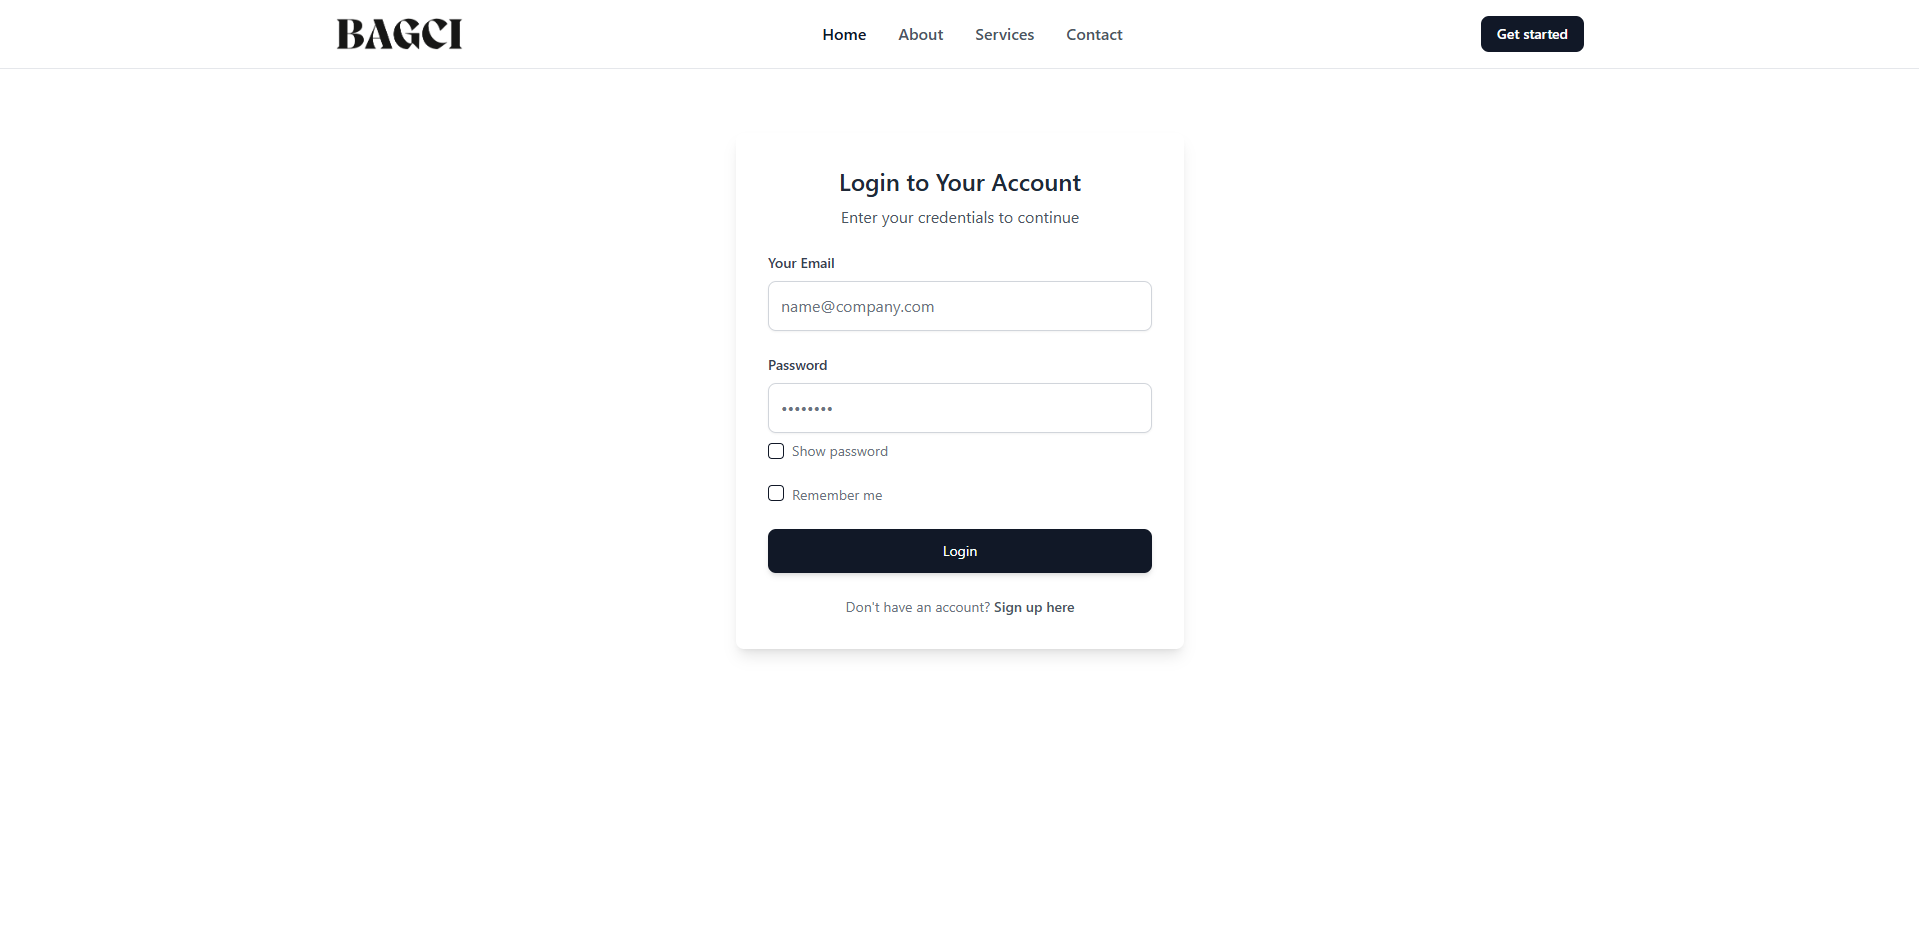 BAGCI
Home About Services Contact
Get started
Login to Your Account
Enter your credentials to continue
Your Email
name@company.com
Password
••••••••
Show password
Remember me
Login
Don't have an account? Sign up here